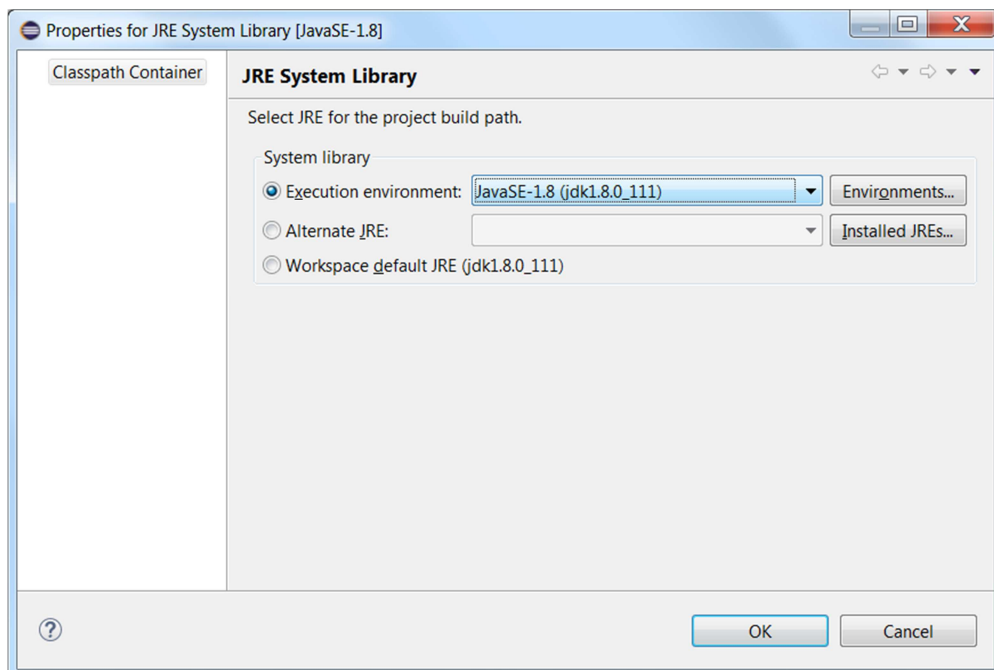 Properties for JRE System Library [JavaSE-1.8]
Classpath Container
JRE System Library
Select JRE for the project build path.
System library
Execution environment: JavaSE-1.8 (jdk1.8.0_111) Environments...
Alternate JRE: Installed JREs...
Workspace default JRE (jdk1.8.0_111)
? OK Cancel